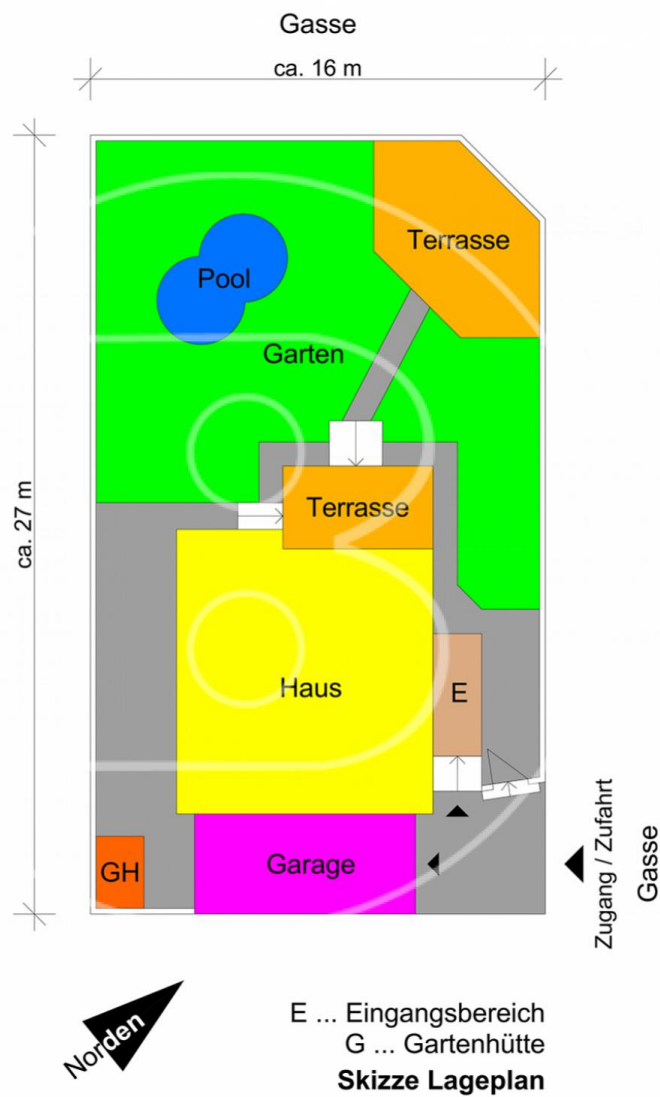 Gasse
ca. 16 m
Terrasse
Pool
Garten
ca. 27 m
Terrasse
Haus
E
Garage
GH
Zugang / Zufahrt
Gasse
Norden
E ... Eingangsbereich
G ... Gartenhütte
Skizze Lageplan